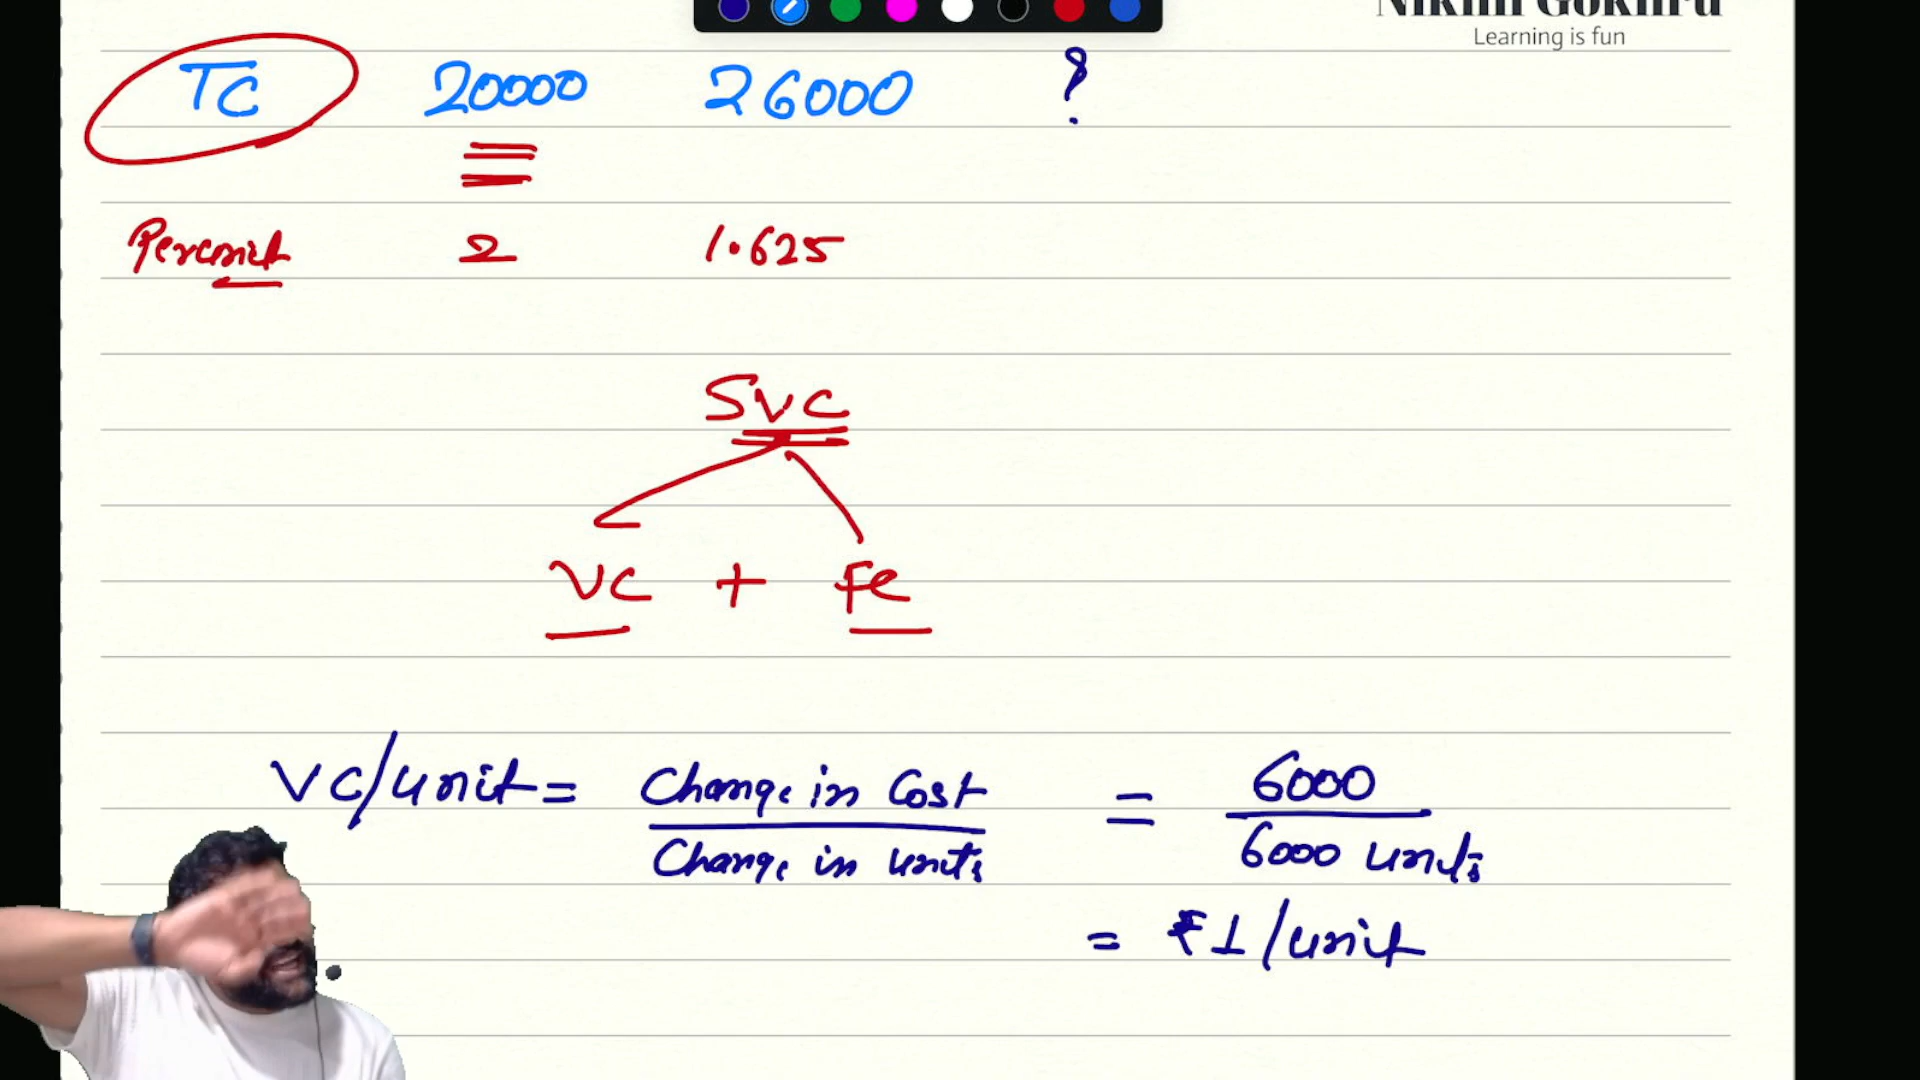 Learning is fun
TC 20000 26000 ?
Perunit 2 1.625
SVC
VC + FC
VC/unit = Change in Cost = 6000
Change in units 6000 units
= ₹1/unit